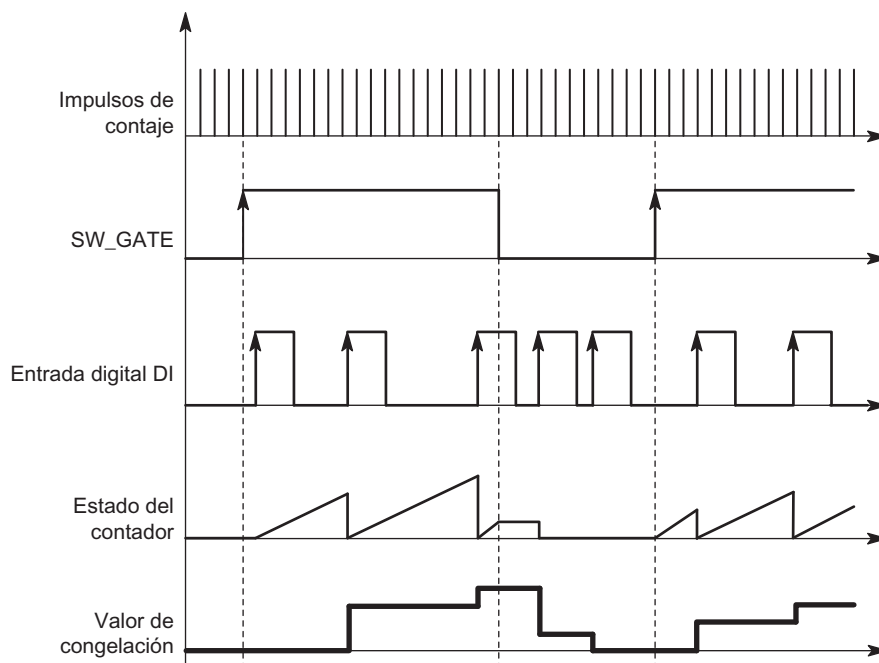 Impulsos de
contaje
SW_GATE
Entrada digital DI
Estado del
contador
Valor de
congelación